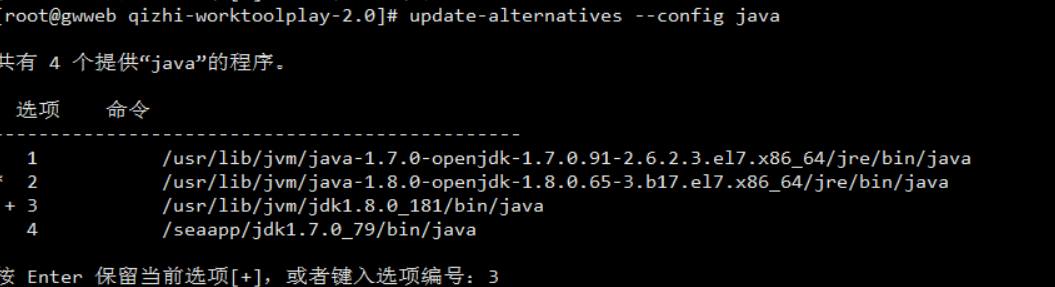 [root@gwweb qizhi-worktoolplay-2.0]# update-alternatives --config java
共有 4 个提供“java”的程序。
选项 命令
-----------------------------------------------
1 /usr/lib/jvm/java-1.7.0-openjdk-1.7.0.91-2.6.2.3.el7.x86_64/jre/bin/java
* 2 /usr/lib/jvm/java-1.8.0-openjdk-1.8.0.65-3.b17.el7.x86_64/jre/bin/java
+ 3 /usr/lib/jvm/jdk1.8.0_181/bin/java
4 /seaapp/jdk1.7.0_79/bin/java
按 Enter 保留当前选项[+]，或者键入选项编号：3